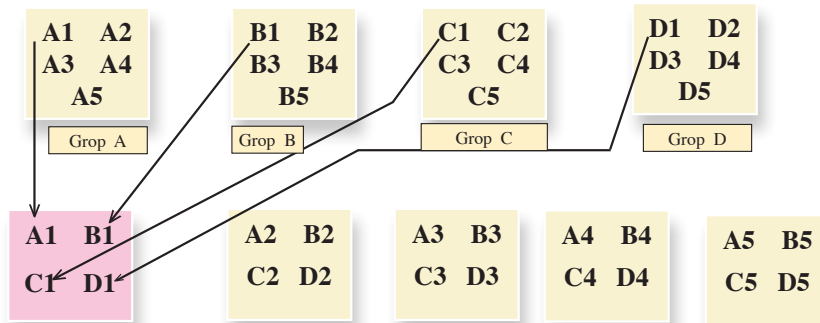 A1 A2
A3 A4
A5
Grop A
B1 B2
B3 B4
B5
Grop B
C1 C2
C3 C4
C5
Grop C
D1 D2
D3 D4
D5
Grop D
A1 B1
C1 D1
A2 B2
C2 D2
A3 B3
C3 D3
A4 B4
C4 D4
A5 B5
C5 D5